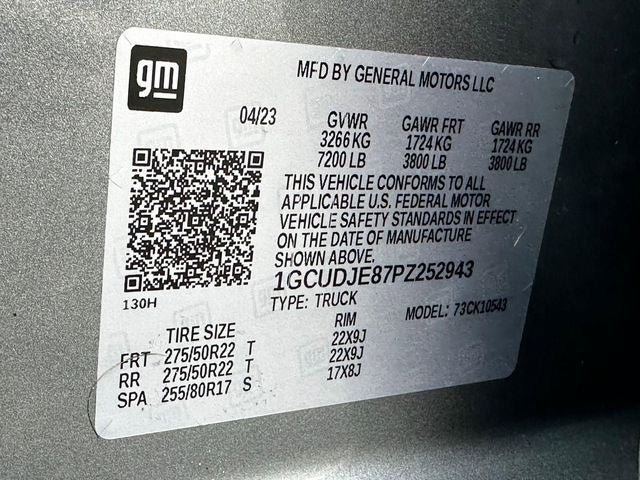 gm
MFD BY GENERAL MOTORS LLC
04/23 GVWR GAWR FRT GAWR RR
3266 KG 1724 KG 1724 KG
7200 LB 3800 LB 3800 LB
THIS VEHICLE CONFORMS TO ALL
APPLICABLE U.S. FEDERAL MOTOR
VEHICLE SAFETY STANDARDS IN EFFECT
ON THE DATE OF MANUFACTURE
SHOWN ABOVE.
1GCUDJE87PZ252943
130H
TYPE: TRUCK MODEL: 73CK10543
TIRE SIZE RIM
FRT 275/50R22 T 22X9J
RR 275/50R22 T 22X9J
SPA 255/80R17 S 17X8J